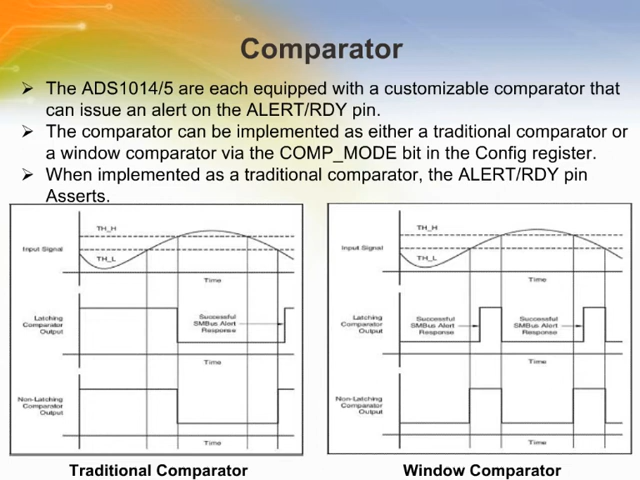 Comparator
➢ The ADS1014/5 are each equipped with a customizable comparator that
can issue an alert on the ALERT/RDY pin.
➢ The comparator can be implemented as either a traditional comparator or
a window comparator via the COMP_MODE bit in the Config register.
➢ When implemented as a traditional comparator, the ALERT/RDY pin
Asserts.
TH_H
Input Signal
TH_L
Time
Latching
Comparator
Output
Successful
SMBus Alert
Response
Time
Non-Latching
Comparator
Output
Time
Traditional Comparator
TH_H
Input Signal
TH_L
Time
Latching
Comparator
Output
Successful
SMBus Alert
Response
Successful
SMBus Alert
Response
Time
Non-Latching
Comparator
Output
Time
Window Comparator